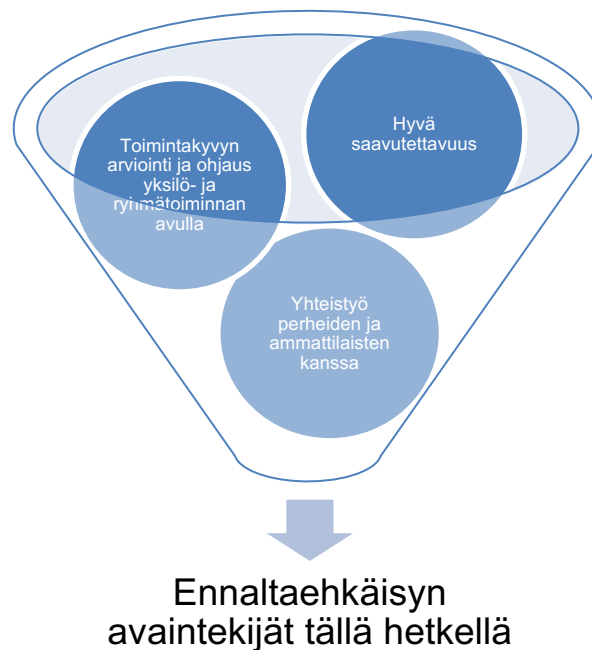 Toimintakyvyn
arviointi ja ohjaus
yksilö- ja
ryhmätoiminnan
avulla
Hyvä
saavutettavuus
Yhteistyö
perheiden ja
ammattilaisten
kanssa
Ennaltaehkäisyn
avaintekijät tällä hetkellä